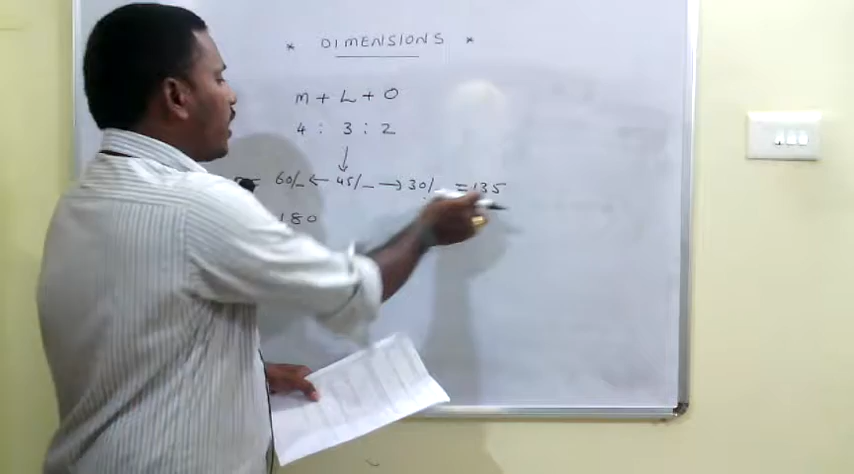 * DIMENSIONS *
M + L + O
4 : 3 : 2
↓
60/_ ← 45/_ → 30/_ = 135
180